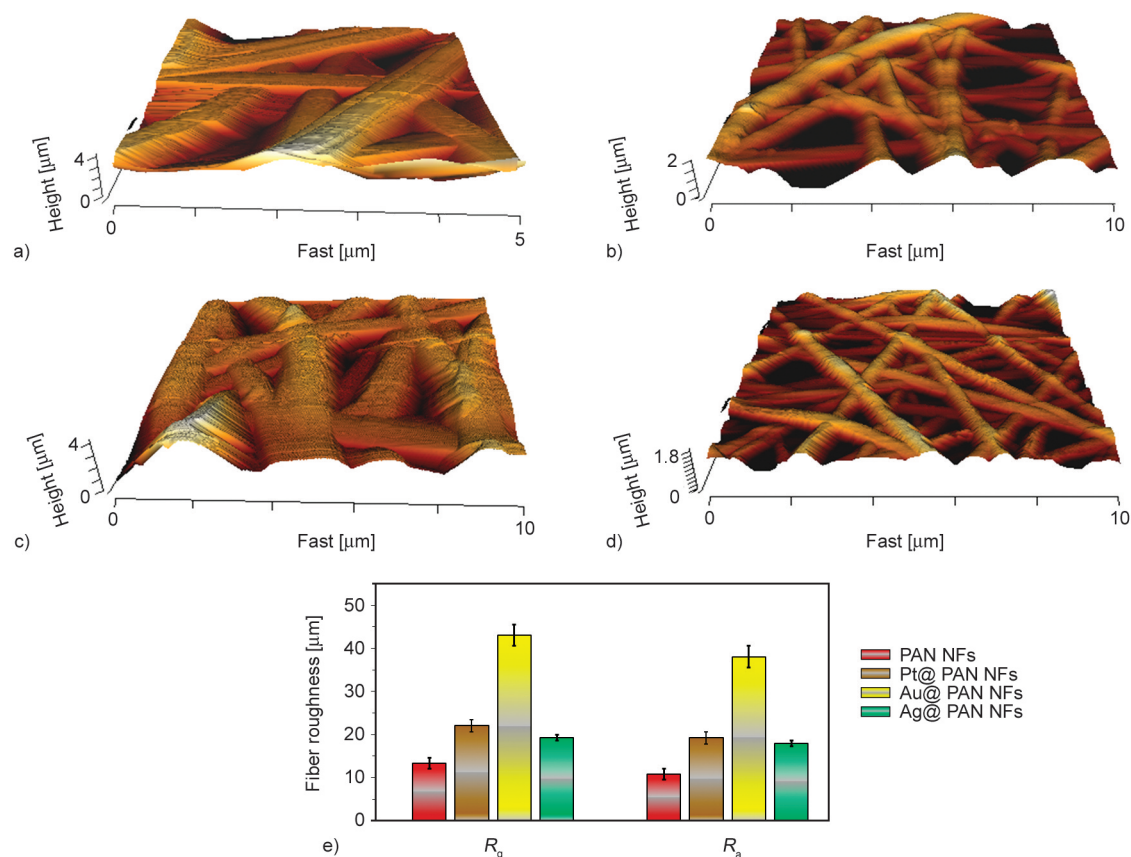 Height [μm]
4
0
0
5
Fast [μm]
a)
Height [μm]
2
0
0
10
Fast [μm]
b)
Height [μm]
4
0
0
10
Fast [μm]
c)
Height [μm]
1.8
0
0
10
Fast [μm]
d)
Fiber roughness [μm]
50
40
30
20
10
0
PAN NFs
Pt@ PAN NFs
Au@ PAN NFs
Ag@ PAN NFs
e)
Rq
Ra